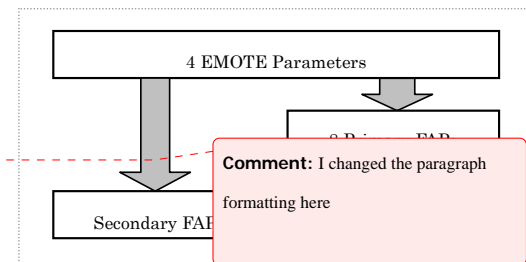 4 EMOTE Parameters
Comment: I changed the paragraph
formatting here
Secondary FAP